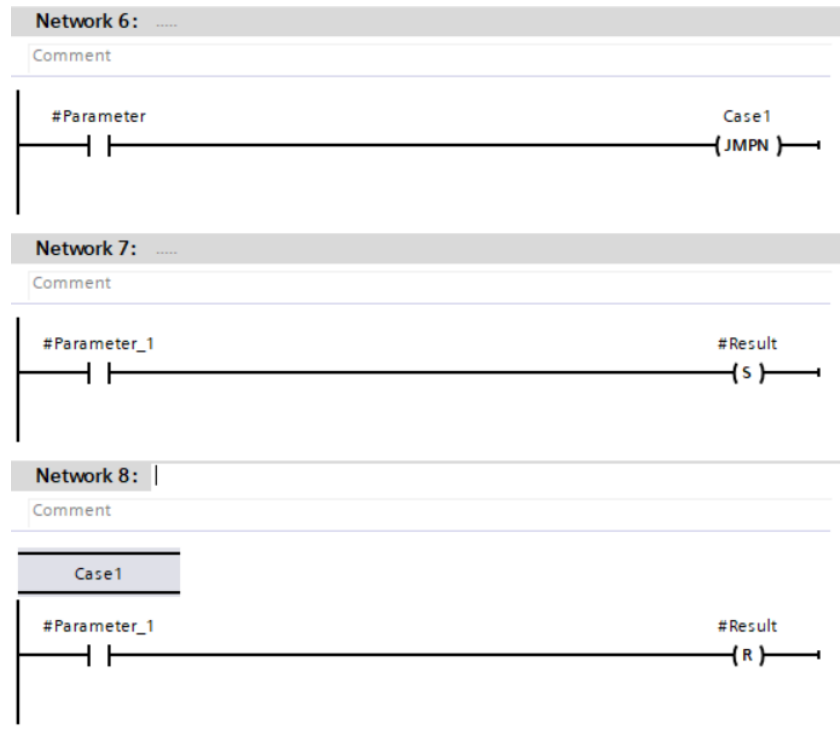 Network 6: .....
Comment
#Parameter Case1
( JMPN )
Network 7: .....
Comment
#Parameter_1 #Result
( S )
Network 8:
Comment
Case1
#Parameter_1 #Result
( R )